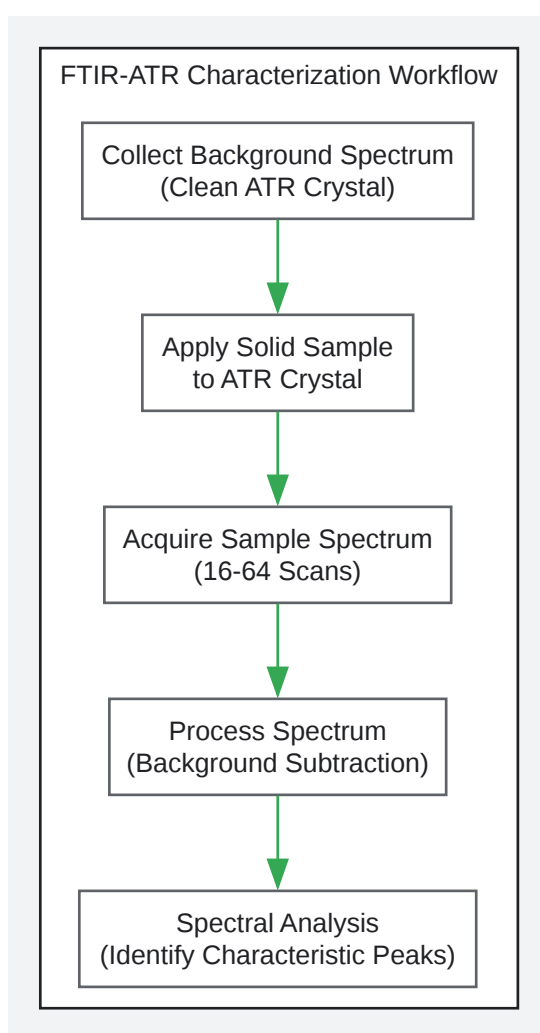 FTIR-ATR Characterization Workflow
Collect Background Spectrum
(Clean ATR Crystal)
Apply Solid Sample
to ATR Crystal
Acquire Sample Spectrum
(16-64 Scans)
Process Spectrum
(Background Subtraction)
Spectral Analysis
(Identify Characteristic Peaks)